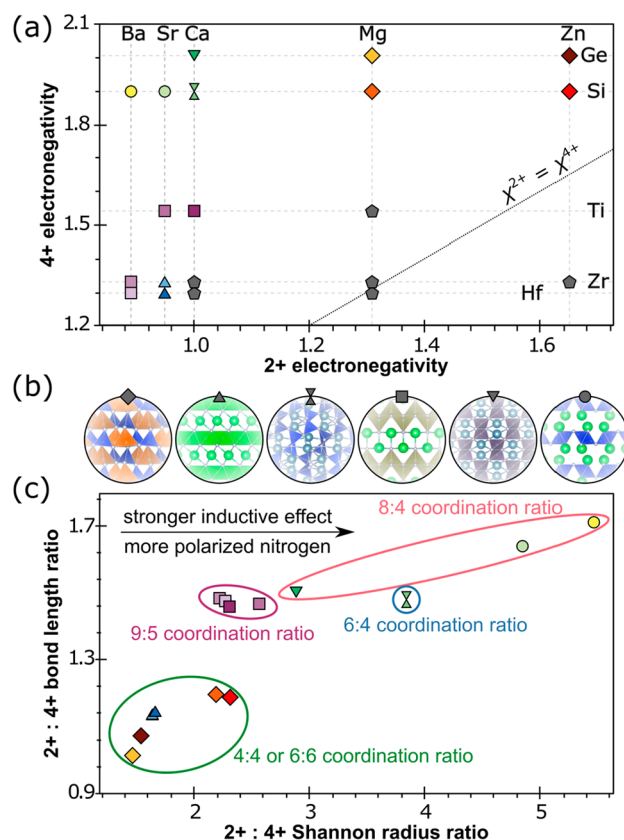 (a)
2.1
1.8
1.5
1.2
4+ electronegativity
Ba Sr Ca Mg Zn
Ge
Si
χ²⁺ = χ⁴⁺
Ti
Zr
Hf
1.0 1.2 1.4 1.6
2+ electronegativity
(b)
(c)
1.7
1.3
0.9
2+ : 4+ bond length ratio
stronger inductive effect
more polarized nitrogen
8:4 coordination ratio
9:5 coordination ratio
6:4 coordination ratio
4:4 or 6:6 coordination ratio
2 3 4 5
2+ : 4+ Shannon radius ratio